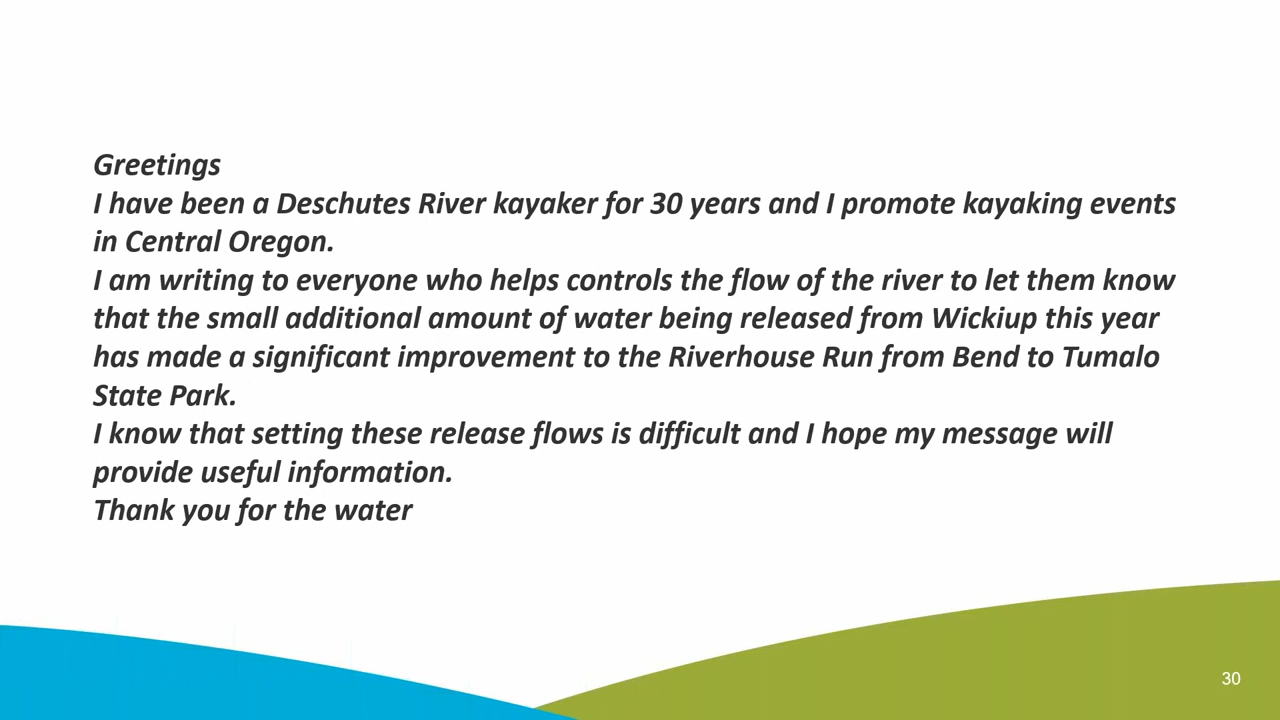 Greetings
I have been a Deschutes River kayaker for 30 years and I promote kayaking events
in Central Oregon.
I am writing to everyone who helps controls the flow of the river to let them know
that the small additional amount of water being released from Wickiup this year
has made a significant improvement to the Riverhouse Run from Bend to Tumalo
State Park.
I know that setting these release flows is difficult and I hope my message will
provide useful information.
Thank you for the water
30